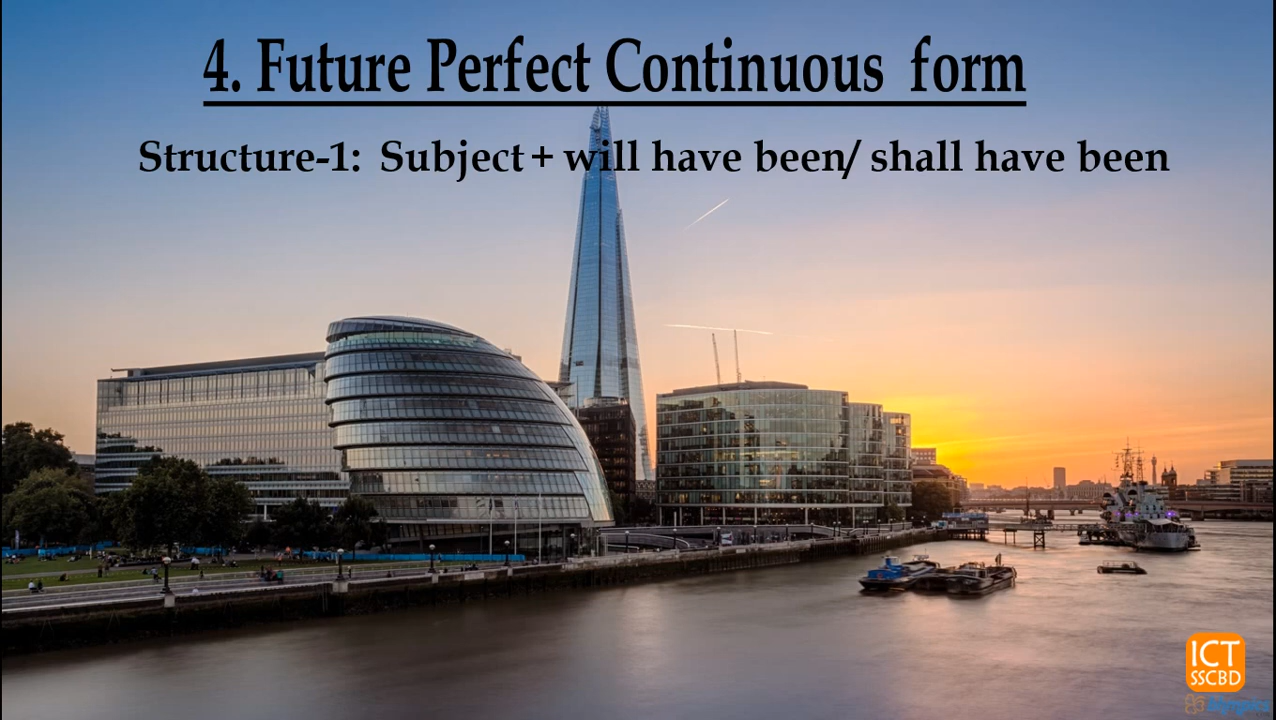 4. Future Perfect Continuous form
Structure-1: Subject + will have been/ shall have been
ICT
SSCBD